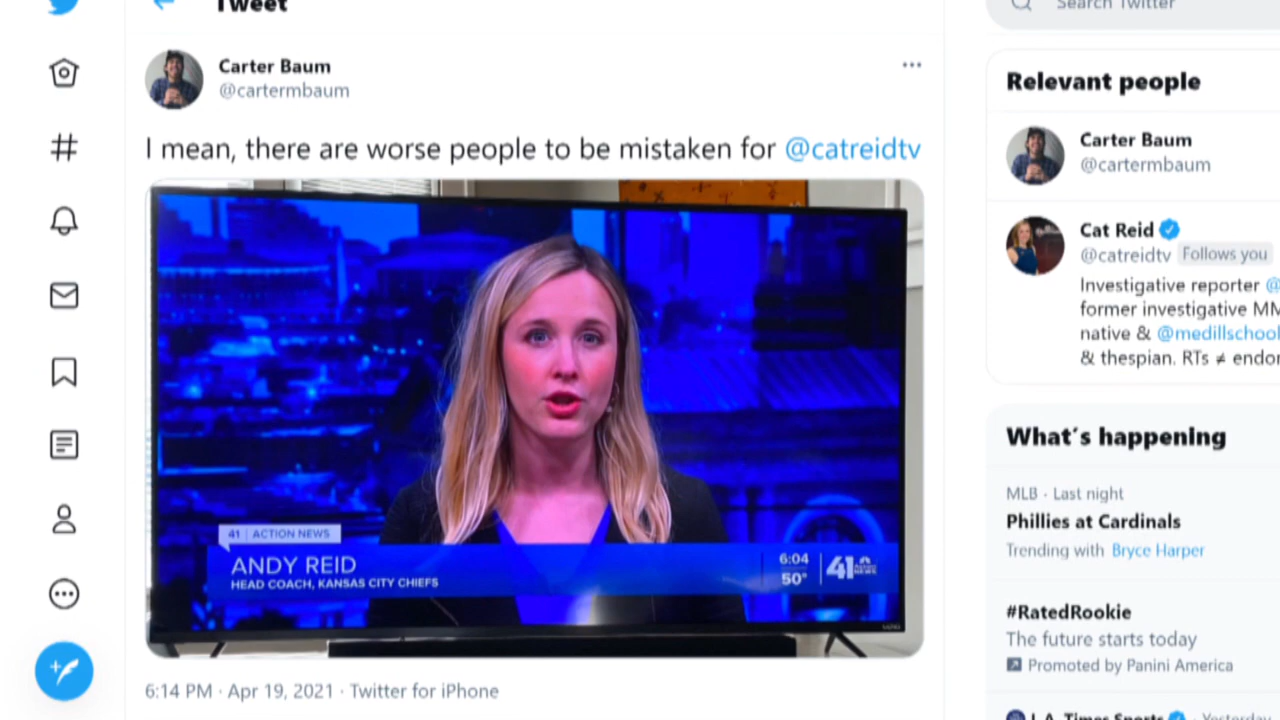 Tweet
Search Twitter
Carter Baum
@cartermbaum
I mean, there are worse people to be mistaken for @catreidtv
41 | ACTION NEWS
ANDY REID
HEAD COACH, KANSAS CITY CHIEFS
6:04
50°
41
6:14 PM · Apr 19, 2021 · Twitter for iPhone
Relevant people
Carter Baum
@cartermbaum
Cat Reid
@catreidtv Follows you
Investigative reporter @
former investigative MM
native & @medillschool
& thespian. RTs ≠ endor
What's happening
MLB · Last night
Phillies at Cardinals
Trending with Bryce Harper
#RatedRookie
The future starts today
Promoted by Panini America
L.A. Times Sports · Yesterday